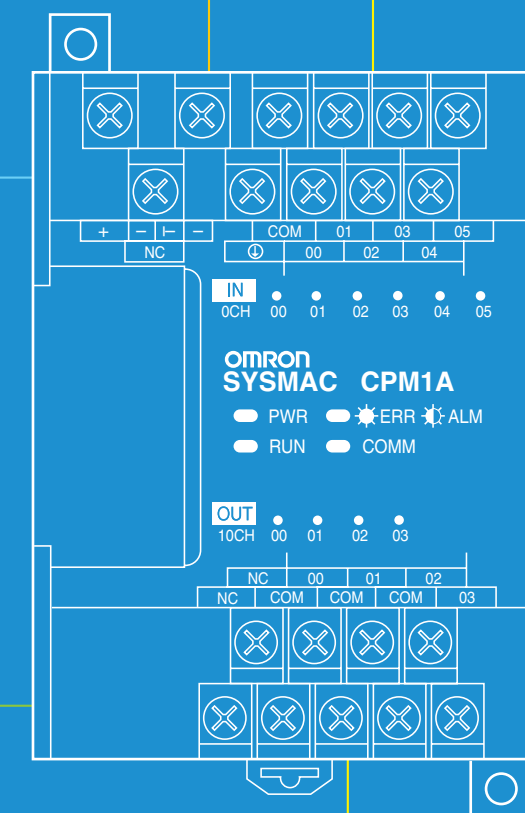 + − ⊢ − COM 01 03 05
NC ⏚ 00 02 04
IN
0CH 00 01 02 03 04 05
OMRON
SYSMAC CPM1A
PWR ERR ALM
RUN COMM
OUT
10CH 00 01 02 03
NC 00 01 02
NC COM COM COM 03